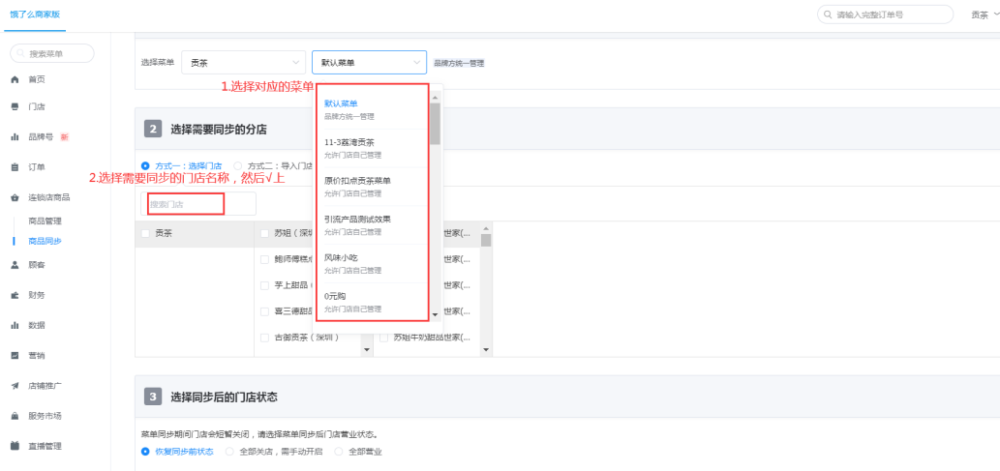 饿了么商家版
请输入完整订单号
贡茶
搜索菜单
首页
门店
品牌号 新
订单
连锁店商品
商品管理
商品同步
顾客
财务
数据
营销
店铺推广
服务市场
直播管理
选择菜单 贡茶 默认菜单 品牌方统一管理
1.选择对应的菜单
默认菜单
品牌方统一管理
11-3荔湾贡茶
允许门店自己管理
原价扣点贡茶菜单
允许门店自己管理
引流产品测试效果
允许门店自己管理
风味小吃
允许门店自己管理
0元购
允许门店自己管理
2 选择需要同步的分店
方式一：选择门店 方式二：导入门店
2.选择需要同步的门店名称，然后√上
搜索门店
贡茶
苏姐（深圳
鲍师傅糕点
芋上甜品（
喜三德甜品
古御贡茶（深圳）
世家(...
世家(...
世家(...
世家(...
苏姐牛奶甜品世家(...
3 选择同步后的门店状态
菜单同步期间门店会短暂关闭，请选择菜单同步后门店营业状态。
恢复同步前状态 全部关店，需手动开启 全部营业